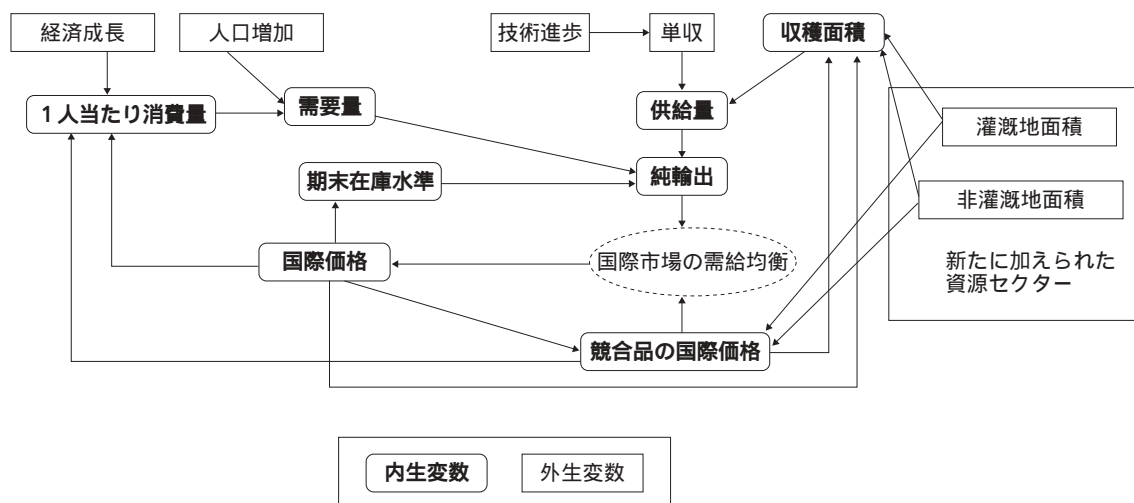 経済成長
人口増加
技術進歩
単収
収穫面積
1人当たり消費量
需要量
供給量
灌漑地面積
期末在庫水準
純輸出
非灌漑地面積
国際価格
国際市場の需給均衡
新たに加えられた
資源セクター
競合品の国際価格
内生変数
外生変数